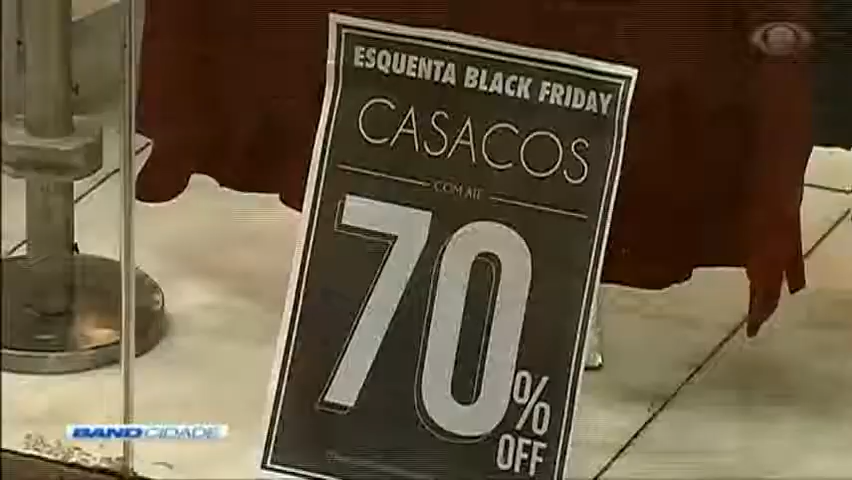 ESQUENTA BLACK FRIDAY
CASACOS
COM ATÉ
70%
OFF
BANDCIDADE